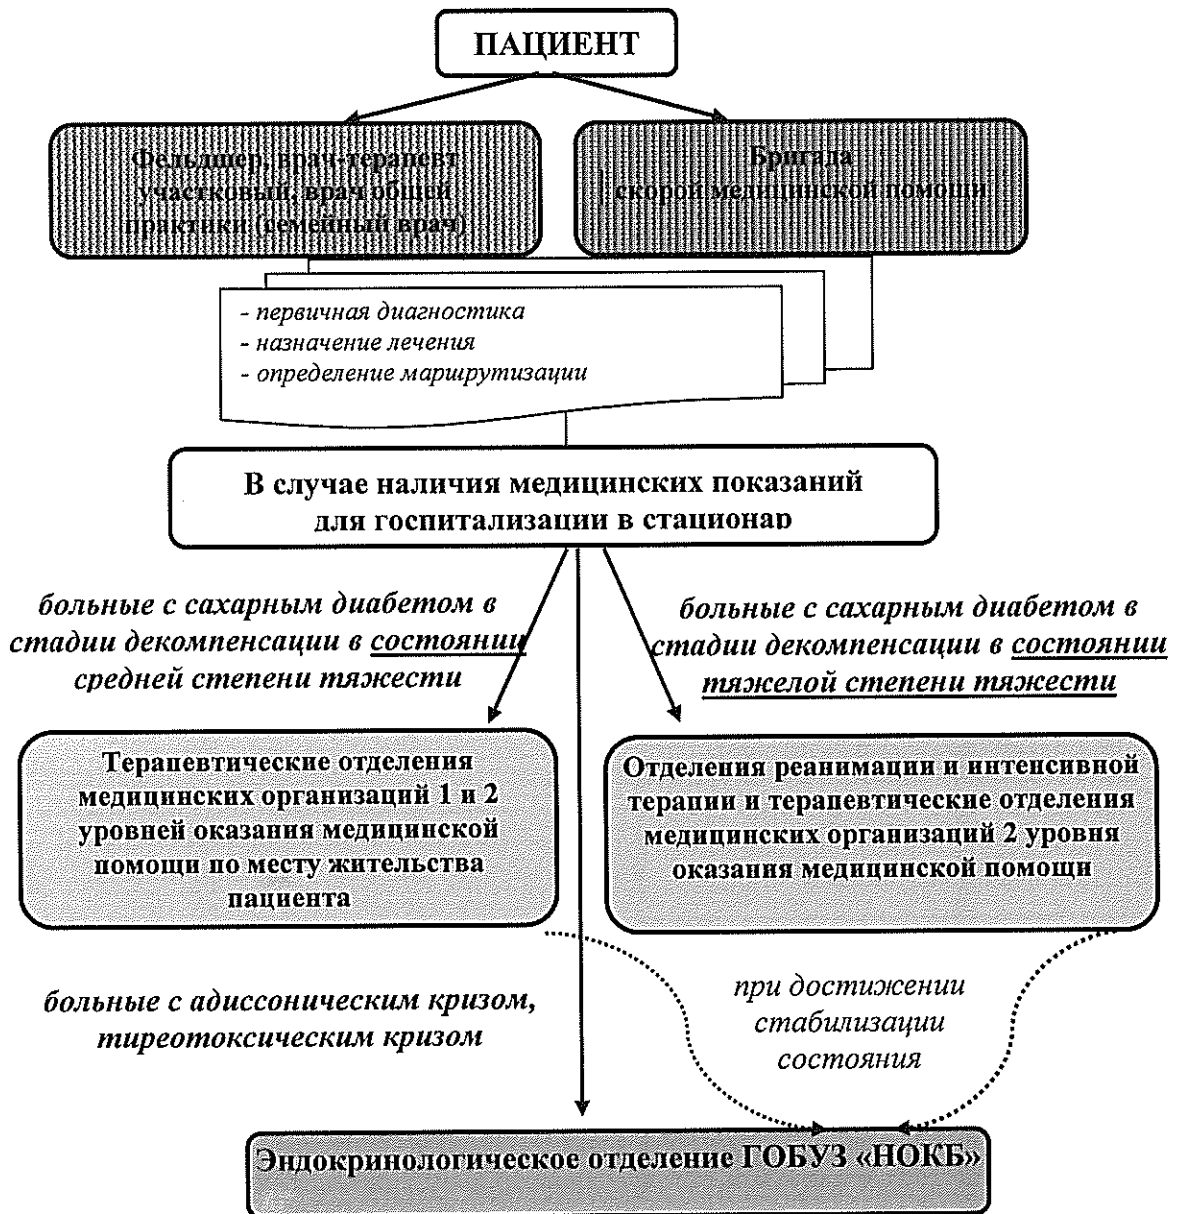 ПАЦИЕНТ
Фельдшер, врач-терапевт
участковый, врач общей
практики (семейный врач)
Бригада
скорой медицинской помощи
- первичная диагностика
- назначение лечения
- определение маршрутизации
В случае наличия медицинских показаний
для госпитализации в стационар
больные с сахарным диабетом в
стадии декомпенсации в состоянии
средней степени тяжести
больные с сахарным диабетом в
стадии декомпенсации в состоянии
тяжелой степени тяжести
Терапевтические отделения
медицинских организаций 1 и 2
уровней оказания медицинской
помощи по месту жительства
пациента
Отделения реанимации и интенсивной
терапии и терапевтические отделения
медицинских организаций 2 уровня
оказания медицинской помощи
больные с адиссоническим кризом,
тиреотоксическим кризом
при достижении
стабилизации
состояния
Эндокринологическое отделение ГОБУЗ «НОКБ»